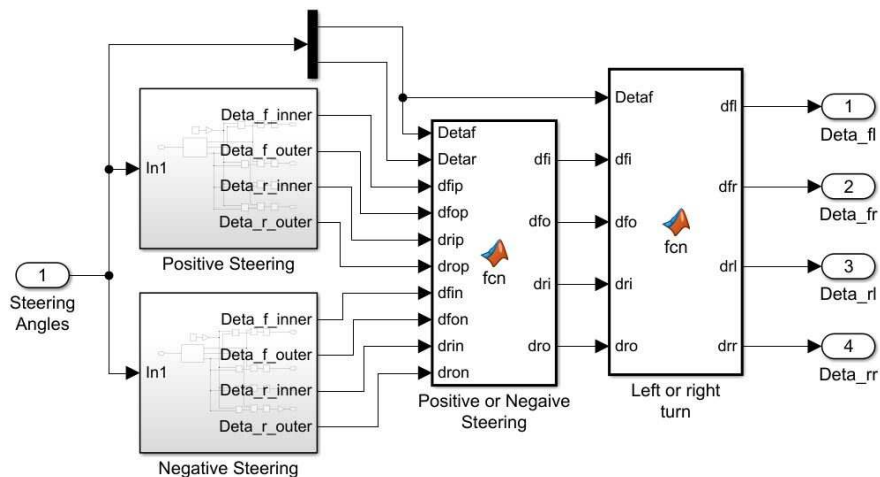 1
Steering
Angles
In1
Deta_f_inner
Deta_f_outer
Deta_r_inner
Deta_r_outer
Positive Steering
In1
Deta_f_inner
Deta_f_outer
Deta_r_inner
Deta_r_outer
Negative Steering
Detaf
Detar
dfip
dfop
drip
drop
dfin
dfon
drin
dron
fcn
dfi
dfo
dri
dro
Positive or Negaive
Steering
Detaf
dfi
dfo
dri
dro
fcn
dfl
dfr
drl
drr
Left or right
turn
1
Deta_fl
2
Deta_fr
3
Deta_rl
4
Deta_rr